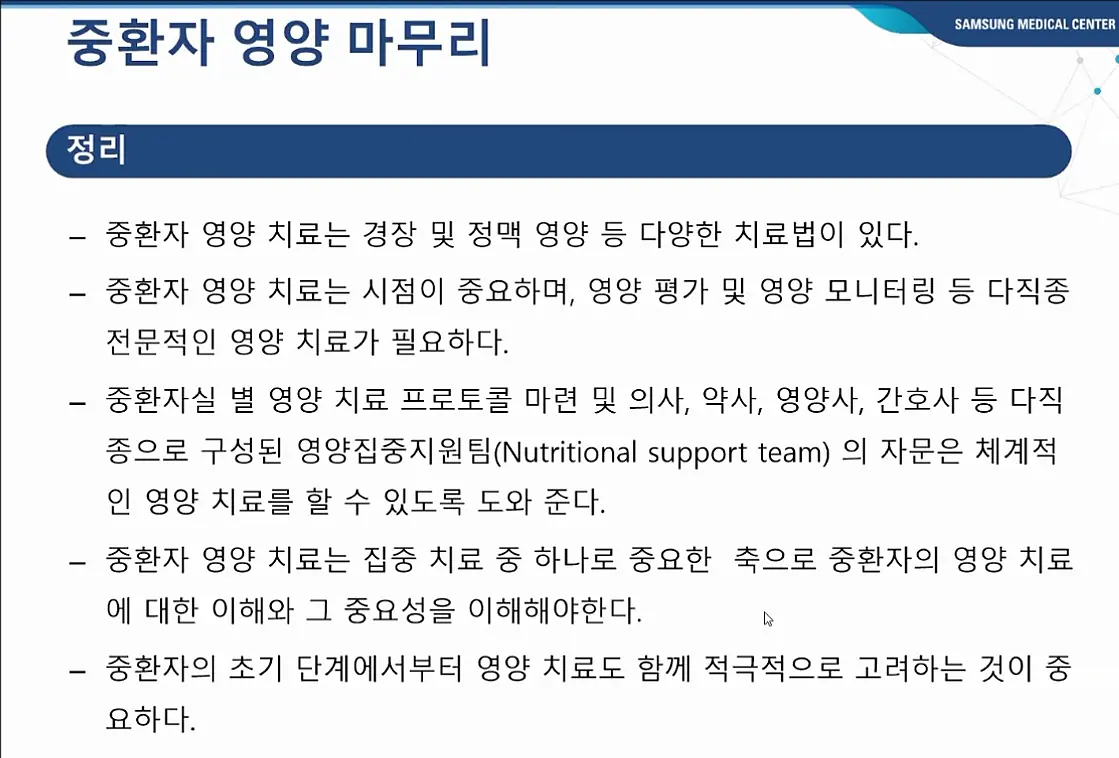 SAMSUNG MEDICAL CENTER
중환자 영양 마무리
정리
– 중환자 영양 치료는 경장 및 정맥 영양 등 다양한 치료법이 있다.
– 중환자 영양 치료는 시점이 중요하며, 영양 평가 및 영양 모니터링 등 다직종
전문적인 영양 치료가 필요하다.
– 중환자실 별 영양 치료 프로토콜 마련 및 의사, 약사, 영양사, 간호사 등 다직
종으로 구성된 영양집중지원팀(Nutritional support team) 의 자문은 체계적
인 영양 치료를 할 수 있도록 도와 준다.
– 중환자 영양 치료는 집중 치료 중 하나로 중요한  축으로 중환자의 영양 치료
에 대한 이해와 그 중요성을 이해해야한다.
– 중환자의 초기 단계에서부터 영양 치료도 함께 적극적으로 고려하는 것이 중
요하다.